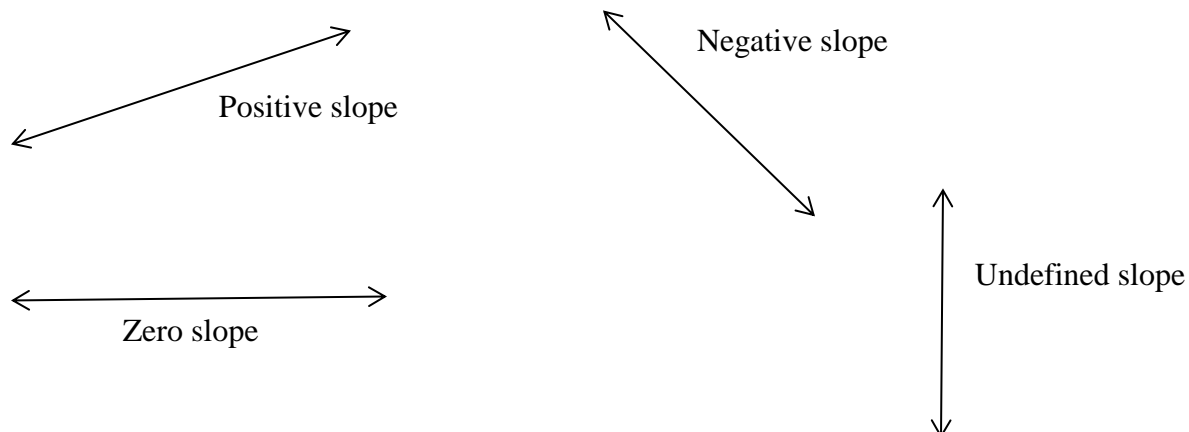 Negative slope
Positive slope
Undefined slope
Zero slope